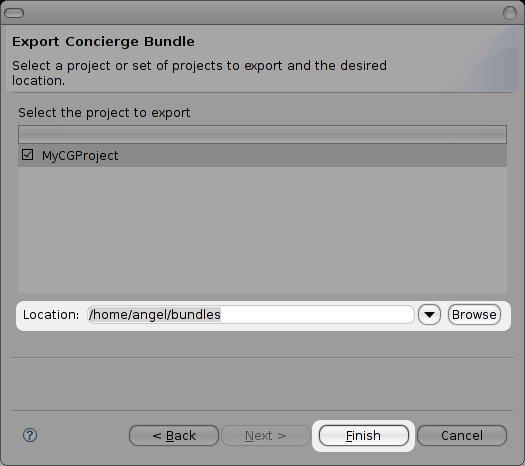 Export Concierge Bundle
Select a project or set of projects to export and the desired
location.
Select the project to export
MyCGProject
Location: /home/angel/bundles Browse
? < Back Next > Finish Cancel